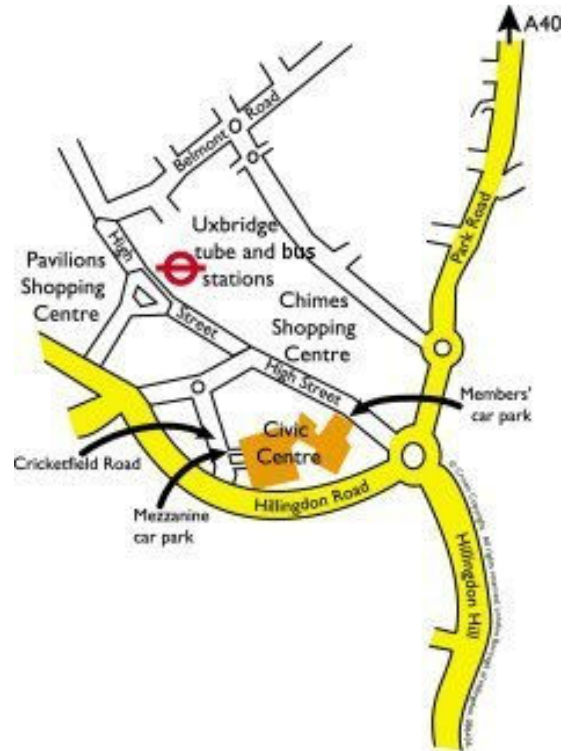 A40
Belmont
Road
Park Road
High
Uxbridge
tube and bus
stations
Pavilions
Shopping
Centre
Street
Chimes
Shopping
Centre
High Street
Members'
car park
Civic
Centre
Cricketfield Road
Mezzanine
car park
Hillingdon Road
Hillingdon Hill